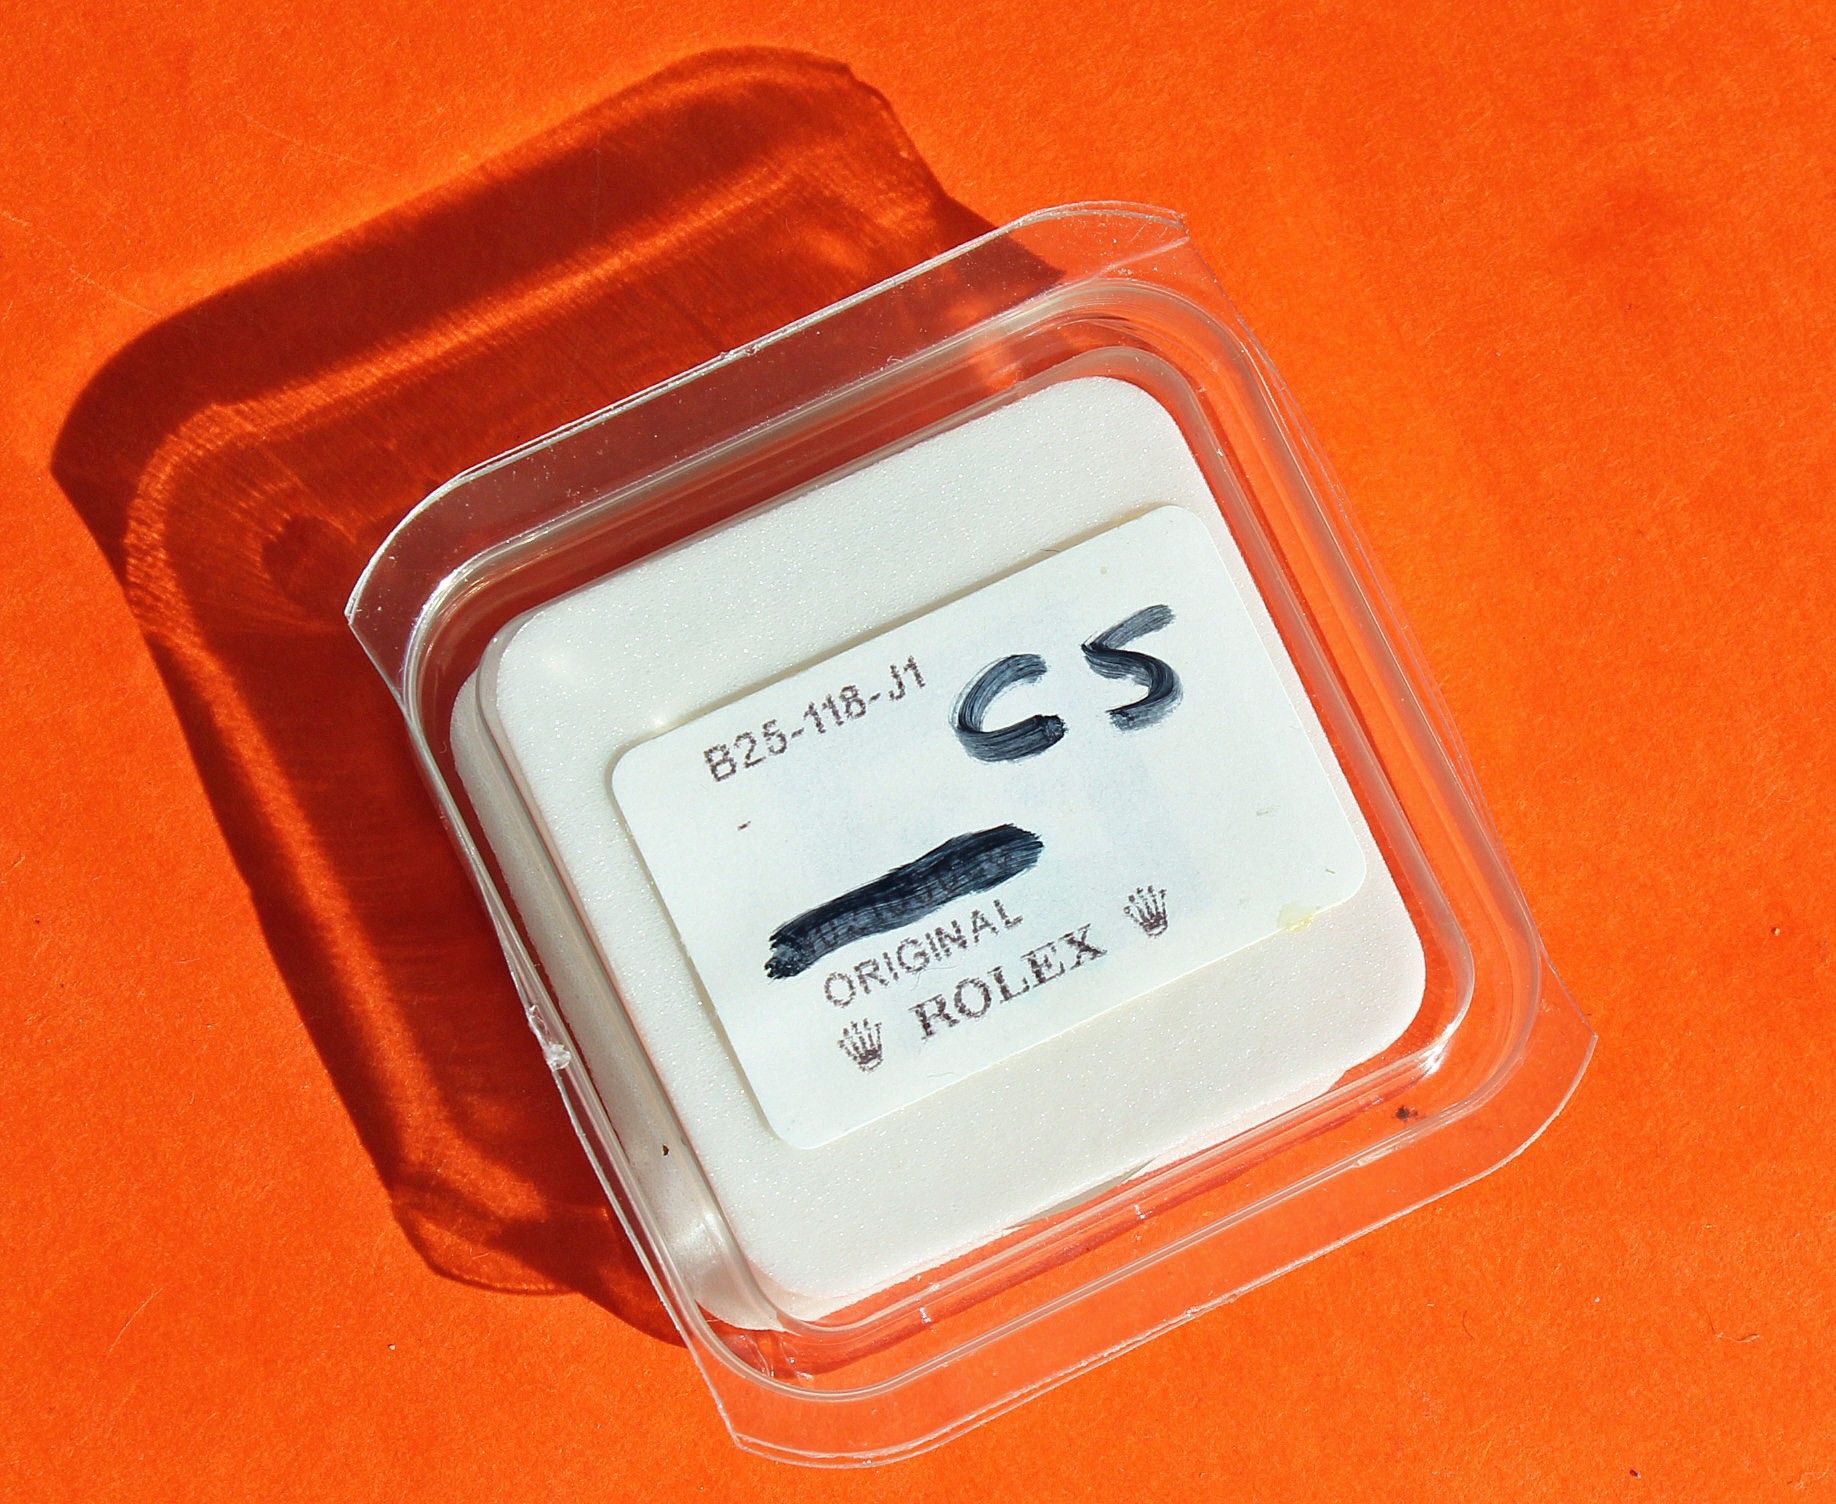 B25-118-J1 CS
-
ORIGINAL
ROLEX